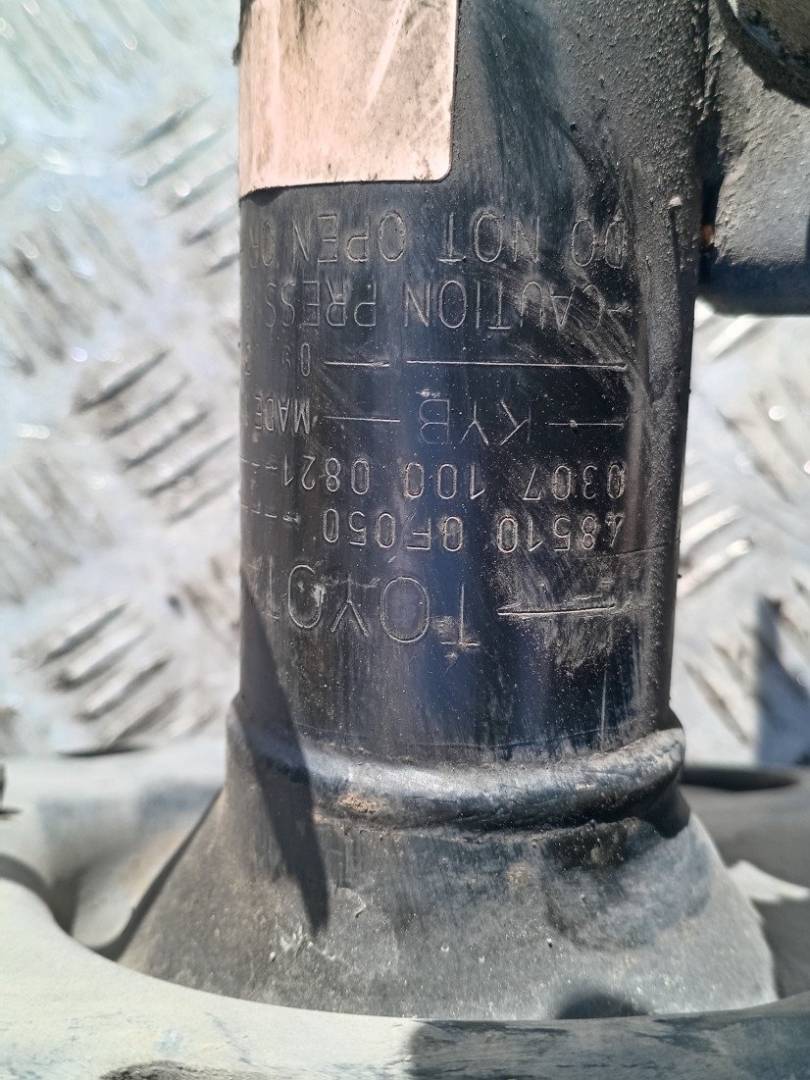 TOYOTA
48510 0F050
0307 100 0821
KYB MADE
CAUTION PRESS
DO NOT OPEN OR